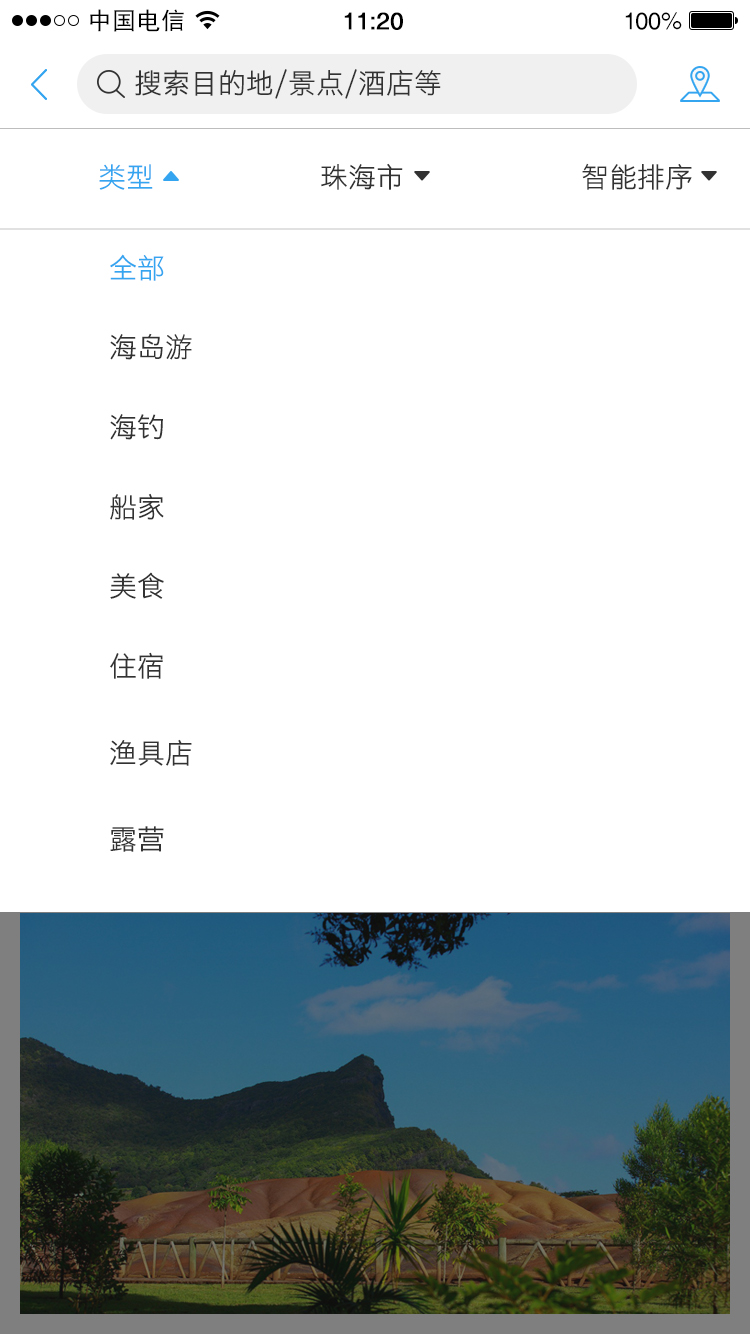 中国电信 11:20 100%
搜索目的地/景点/酒店等
类型 珠海市 智能排序
全部
海岛游
海钓
船家
美食
住宿
渔具店
露营